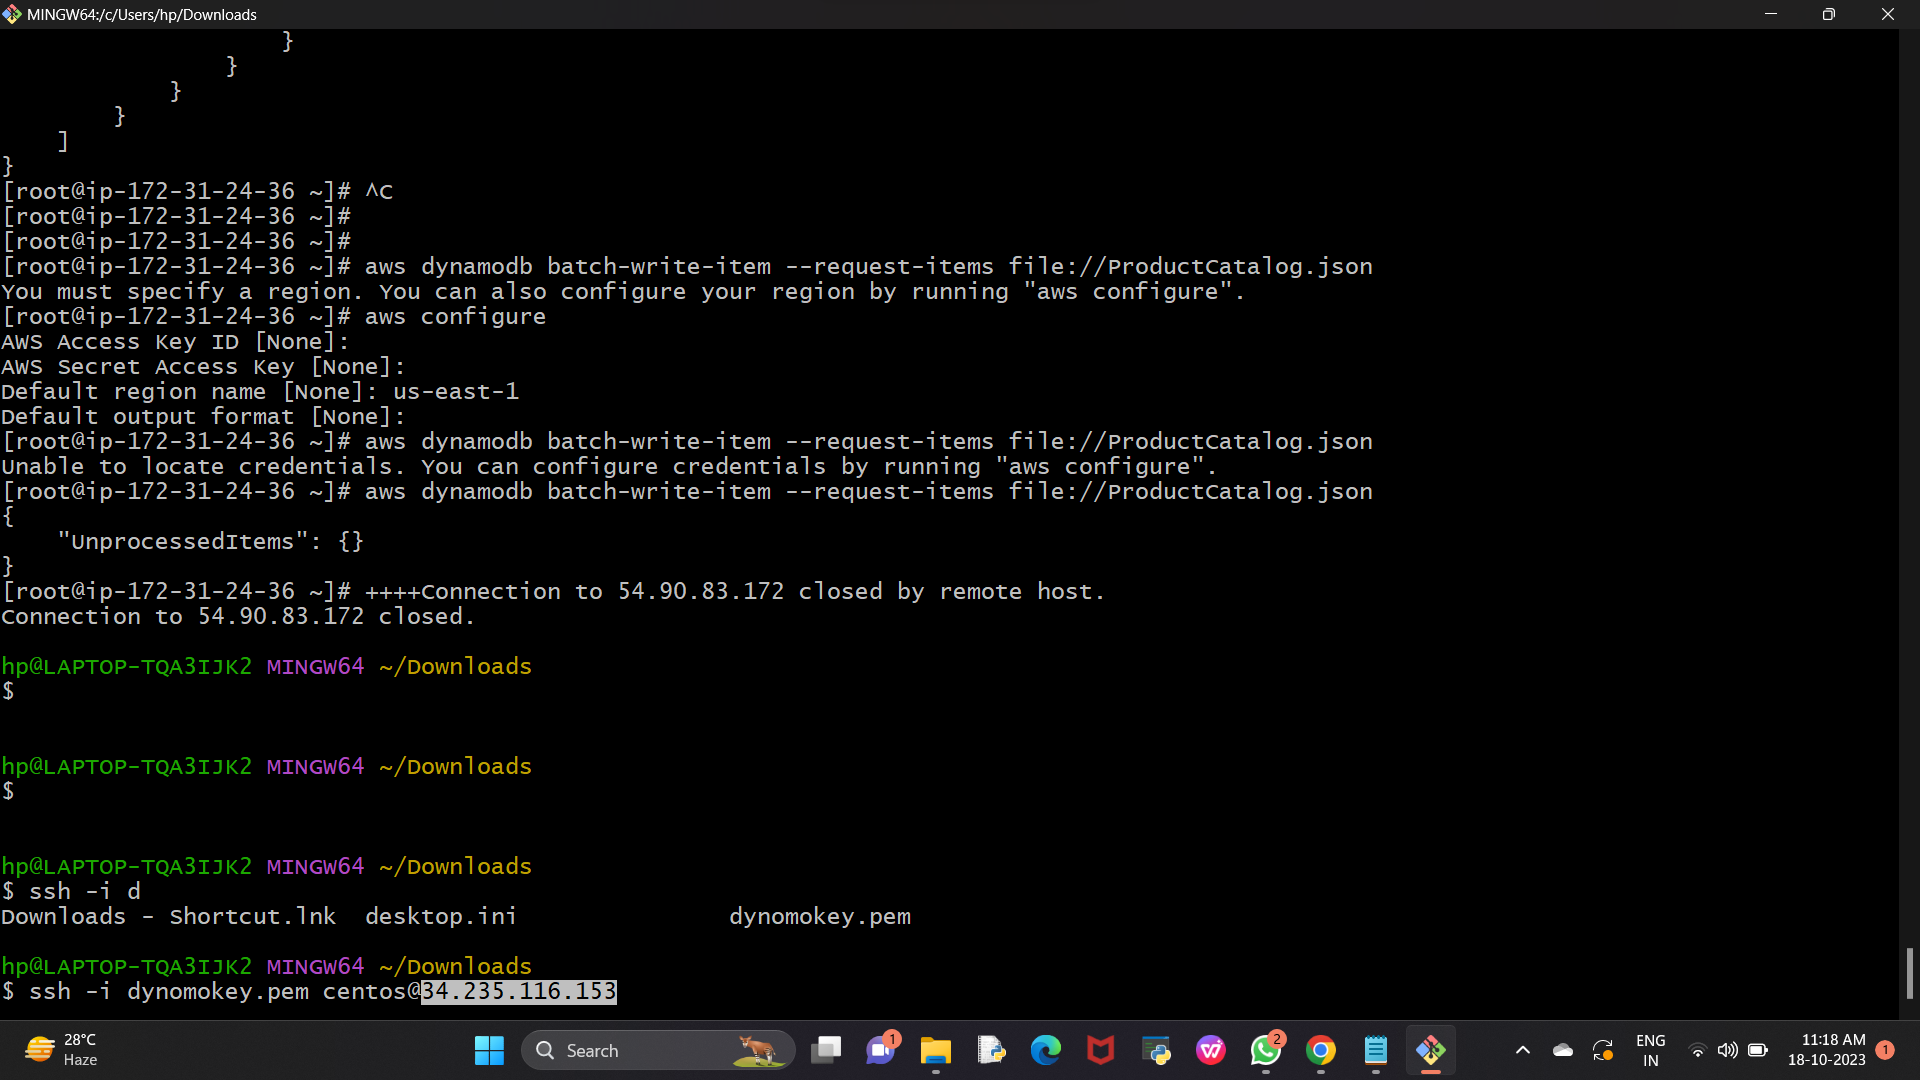 MINGW64:/c/Users/hp/Downloads
}
}
}
}
]
}
[root@ip-172-31-24-36 ~]# ^C
[root@ip-172-31-24-36 ~]#
[root@ip-172-31-24-36 ~]#
[root@ip-172-31-24-36 ~]# aws dynamodb batch-write-item --request-items file://ProductCatalog.json
You must specify a region. You can also configure your region by running "aws configure".
[root@ip-172-31-24-36 ~]# aws configure
AWS Access Key ID [None]:
AWS Secret Access Key [None]:
Default region name [None]: us-east-1
Default output format [None]:
[root@ip-172-31-24-36 ~]# aws dynamodb batch-write-item --request-items file://ProductCatalog.json
Unable to locate credentials. You can configure credentials by running "aws configure".
[root@ip-172-31-24-36 ~]# aws dynamodb batch-write-item --request-items file://ProductCatalog.json
{
"UnprocessedItems": {}
}
[root@ip-172-31-24-36 ~]# ++++Connection to 54.90.83.172 closed by remote host.
Connection to 54.90.83.172 closed.
hp@LAPTOP-TQA3IJK2 MINGW64 ~/Downloads
$
hp@LAPTOP-TQA3IJK2 MINGW64 ~/Downloads
$
hp@LAPTOP-TQA3IJK2 MINGW64 ~/Downloads
$ ssh -i d
Downloads - Shortcut.lnk desktop.ini dynomokey.pem
hp@LAPTOP-TQA3IJK2 MINGW64 ~/Downloads
$ ssh -i dynomokey.pem centos@34.235.116.153
28°C
Haze
Search
1
2
ENG
IN
11:18 AM
18-10-2023
1